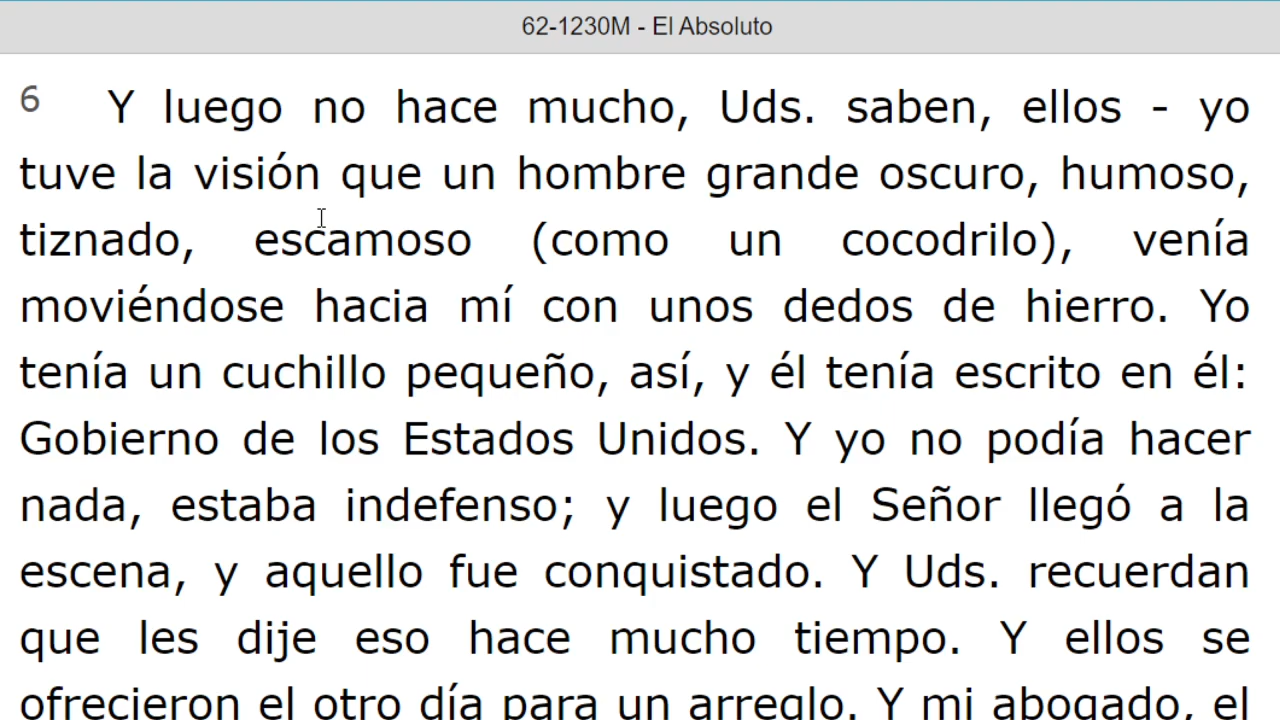 62-1230M - El Absoluto
6 Y luego no hace mucho, Uds. saben, ellos - yo
tuve la visión que un hombre grande oscuro, humoso,
tiznado, escamoso (como un cocodrilo), venía
moviéndose hacia mí con unos dedos de hierro. Yo
tenía un cuchillo pequeño, así, y él tenía escrito en él:
Gobierno de los Estados Unidos. Y yo no podía hacer
nada, estaba indefenso; y luego el Señor llegó a la
escena, y aquello fue conquistado. Y Uds. recuerdan
que les dije eso hace mucho tiempo. Y ellos se
ofrecieron el otro día para un arreglo. Y mi abogado, el